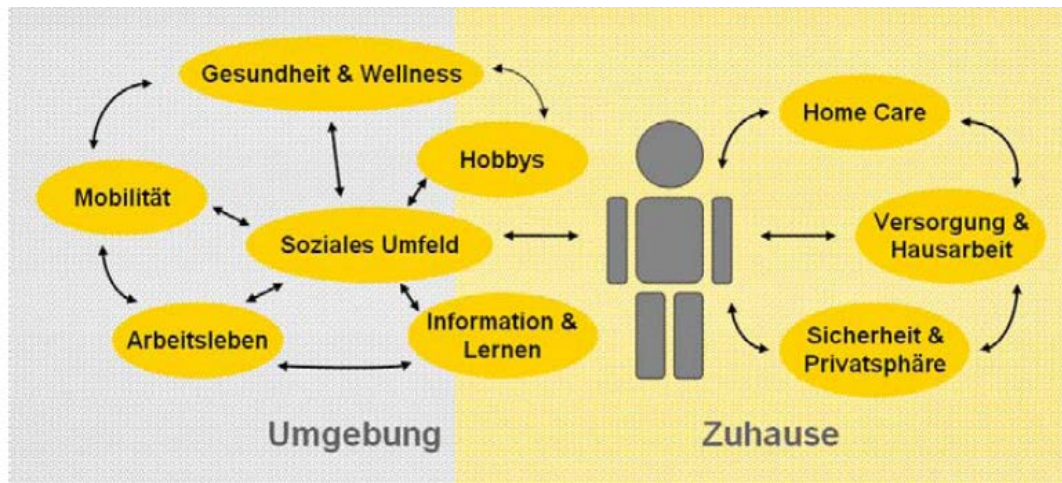 Gesundheit & Wellness
Home Care
Hobbys
Mobilität
Soziales Umfeld
Versorgung &
Hausarbeit
Arbeitsleben
Information &
Lernen
Sicherheit &
Privatsphäre
Umgebung
Zuhause